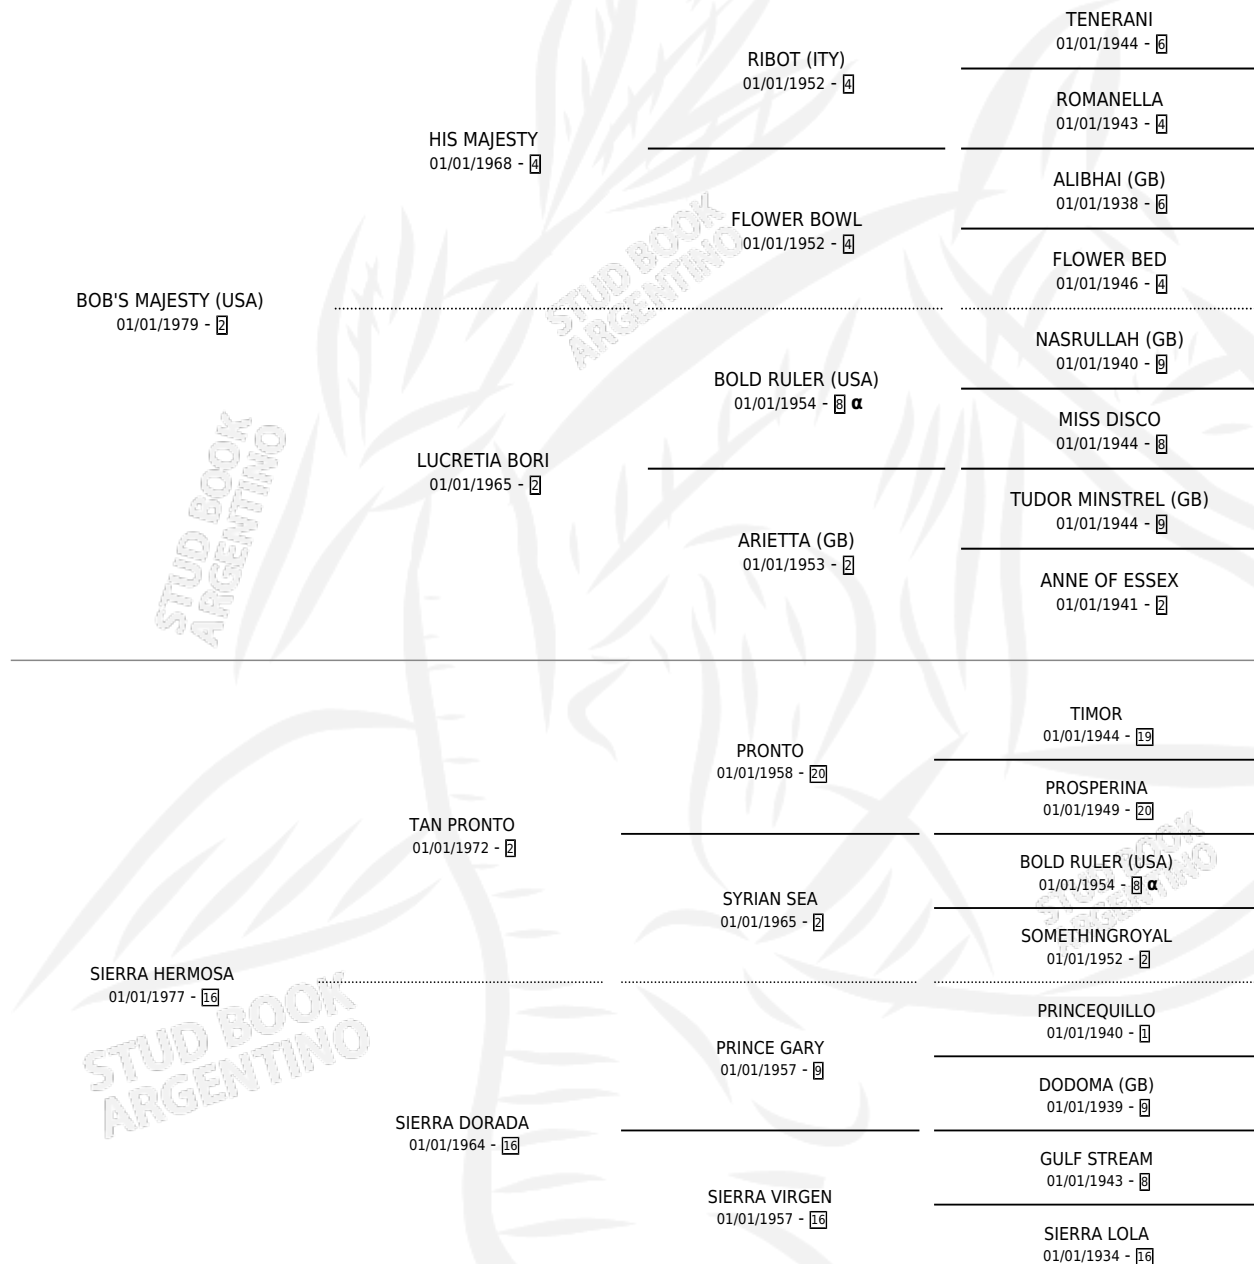 TENERANI
01/01/1944 - 6
RIBOT (ITY)
01/01/1952 - 4
ROMANELLA
01/01/1943 - 4
HIS MAJESTY
01/01/1968 - 4
ALIBHAI (GB)
01/01/1938 - 6
FLOWER BOWL
01/01/1952 - 4
FLOWER BED
01/01/1946 - 4
BOB'S MAJESTY (USA)
01/01/1979 - 2
NASRULLAH (GB)
01/01/1940 - 9
BOLD RULER (USA)
01/01/1954 - 8 α
MISS DISCO
01/01/1944 - 8
LUCRETIA BORI
01/01/1965 - 2
TUDOR MINSTREL (GB)
01/01/1944 - 9
ARIETTA (GB)
01/01/1953 - 2
ANNE OF ESSEX
01/01/1941 - 2
STUD BOOK
ARGENTINO
STUD BOOK
ARGENTINO
TIMOR
01/01/1944 - 19
PRONTO
01/01/1958 - 20
PROSPERINA
01/01/1949 - 20
TAN PRONTO
01/01/1972 - 2
BOLD RULER (USA)
01/01/1954 - 8 α
SYRIAN SEA
01/01/1965 - 2
SOMETHINGROYAL
01/01/1952 - 2
SIERRA HERMOSA
01/01/1977 - 16
PRINCEQUILLO
01/01/1940 - 1
PRINCE GARY
01/01/1957 - 9
DODOMA (GB)
01/01/1939 - 9
SIERRA DORADA
01/01/1964 - 16
GULF STREAM
01/01/1943 - 8
SIERRA VIRGEN
01/01/1957 - 16
SIERRA LOLA
01/01/1934 - 16
STUD BOOK
ARGENTINO
STUD BOOK
ARGENTINO